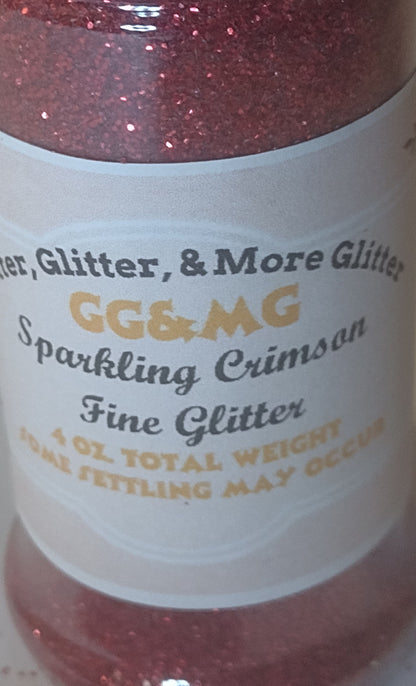 ter, Glitter, & More Glitter
GG&MG
Sparkling Crimson
Fine Glitter
4 OZ. TOTAL WEIGHT
SOME SETTLING MAY OCCUR